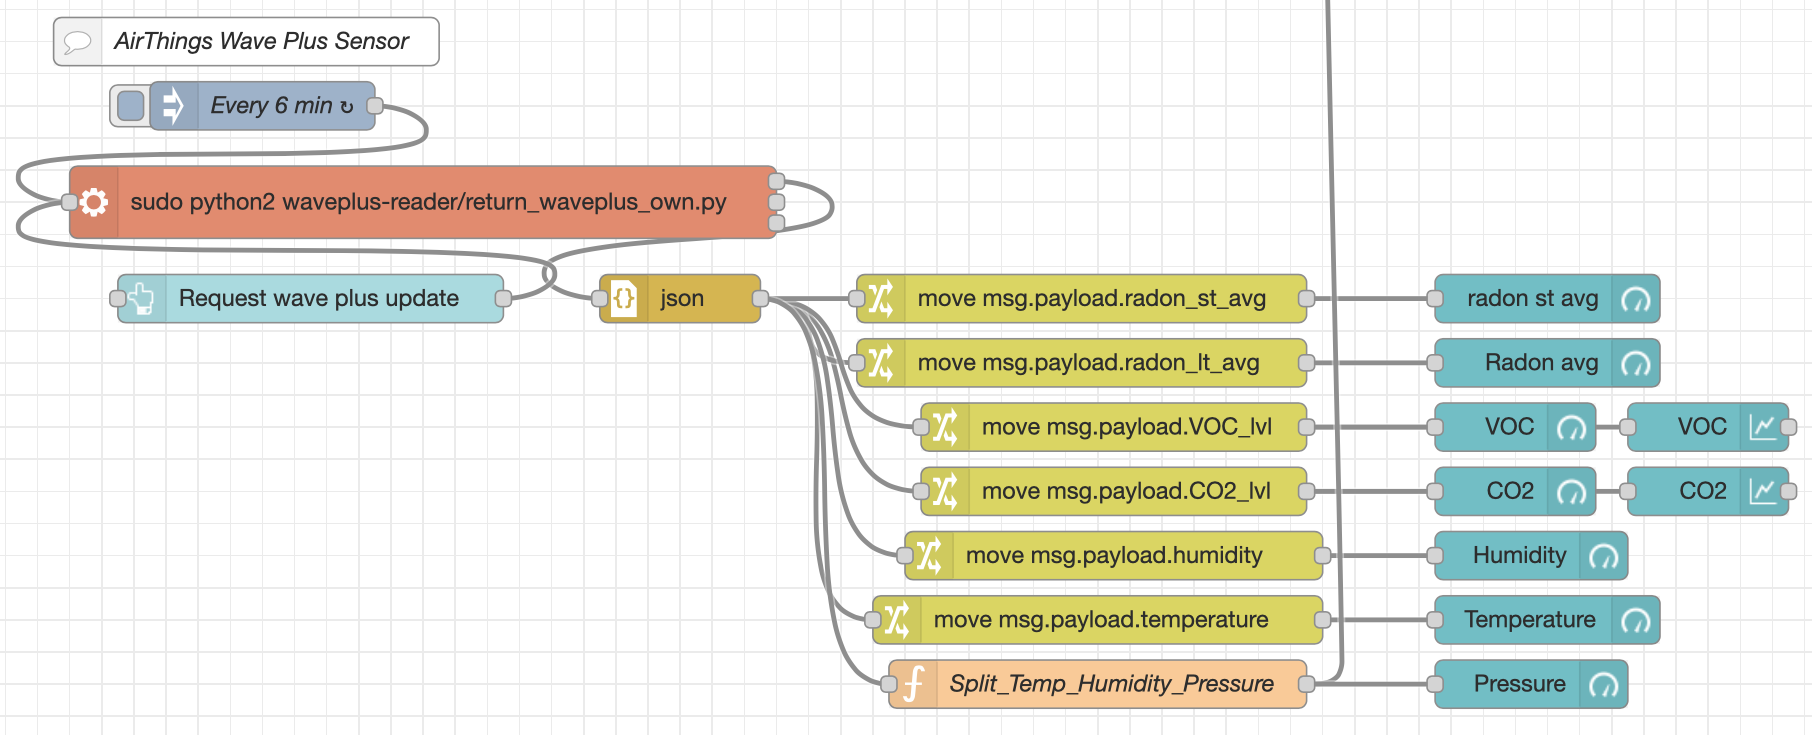 AirThings Wave Plus Sensor
Every 6 min ↻
sudo python2 waveplus-reader/return_waveplus_own.py
Request wave plus update
{} json
move msg.payload.radon_st_avg
radon st avg
move msg.payload.radon_lt_avg
Radon avg
move msg.payload.VOC_lvl
VOC
VOC
move msg.payload.CO2_lvl
CO2
CO2
move msg.payload.humidity
Humidity
move msg.payload.temperature
Temperature
f Split_Temp_Humidity_Pressure
Pressure